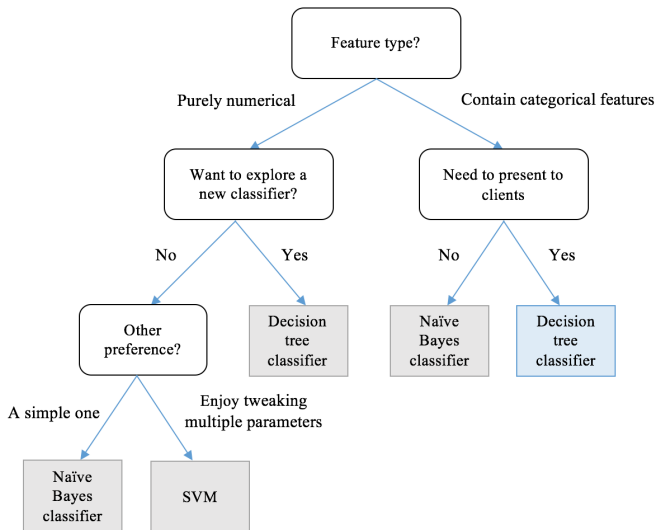 Feature type?
Purely numerical
Contain categorical features
Want to explore a
new classifier?
Need to present to
clients
No
Yes
No
Yes
Other
preference?
Decision
tree
classifier
Naïve
Bayes
classifier
Decision
tree
classifier
A simple one
Enjoy tweaking
multiple parameters
Naïve
Bayes
classifier
SVM